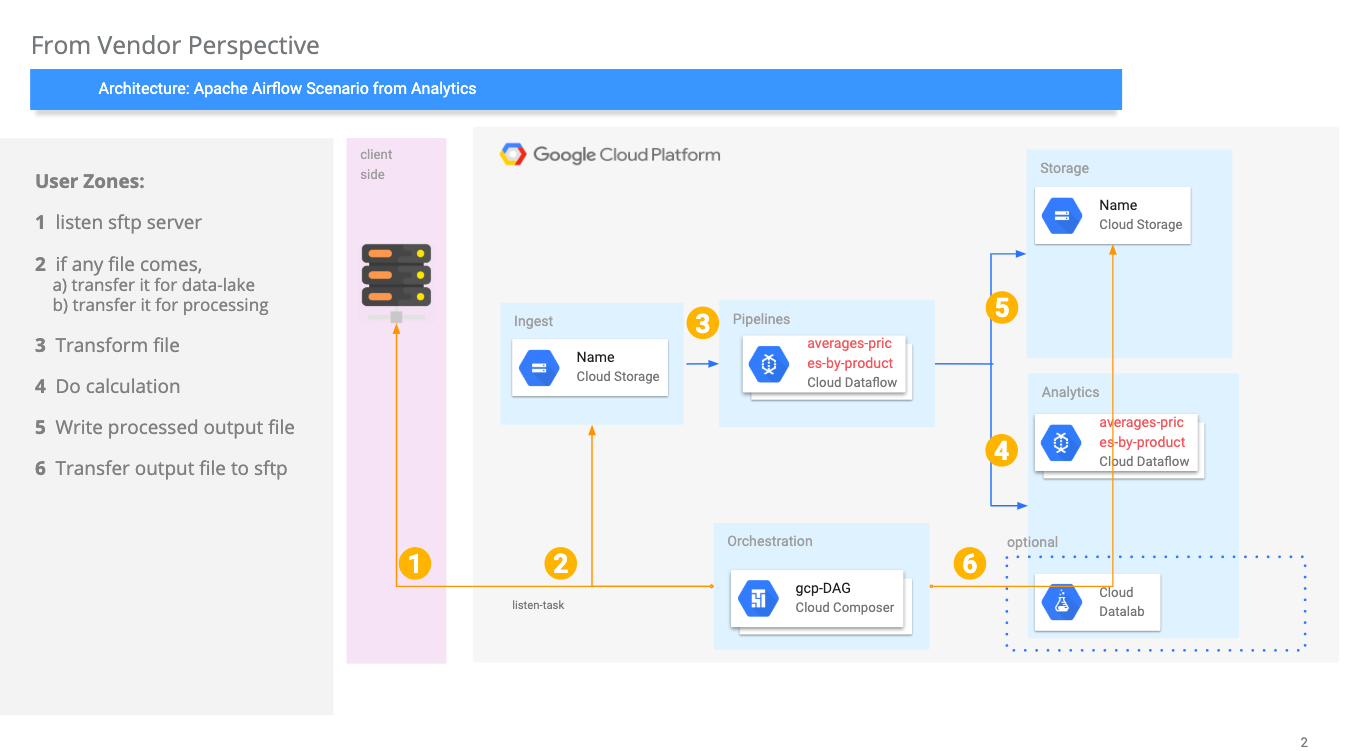 From Vendor Perspective
Architecture: Apache Airflow Scenario from Analytics
User Zones:
1 listen sftp server
2 if any file comes,
a) transfer it for data-lake
b) transfer it for processing
3 Transform file
4 Do calculation
5 Write processed output file
6 Transfer output file to sftp
client
side
Google Cloud Platform
Storage
Name
Cloud Storage
Ingest
Name
Cloud Storage
3
Pipelines
averages-pric
es-by-product
Cloud Dataflow
5
4
Analytics
averages-pric
es-by-product
Cloud Dataflow
1
2
listen-task
Orchestration
gcp-DAG
Cloud Composer
6
optional
Cloud
Datalab
2